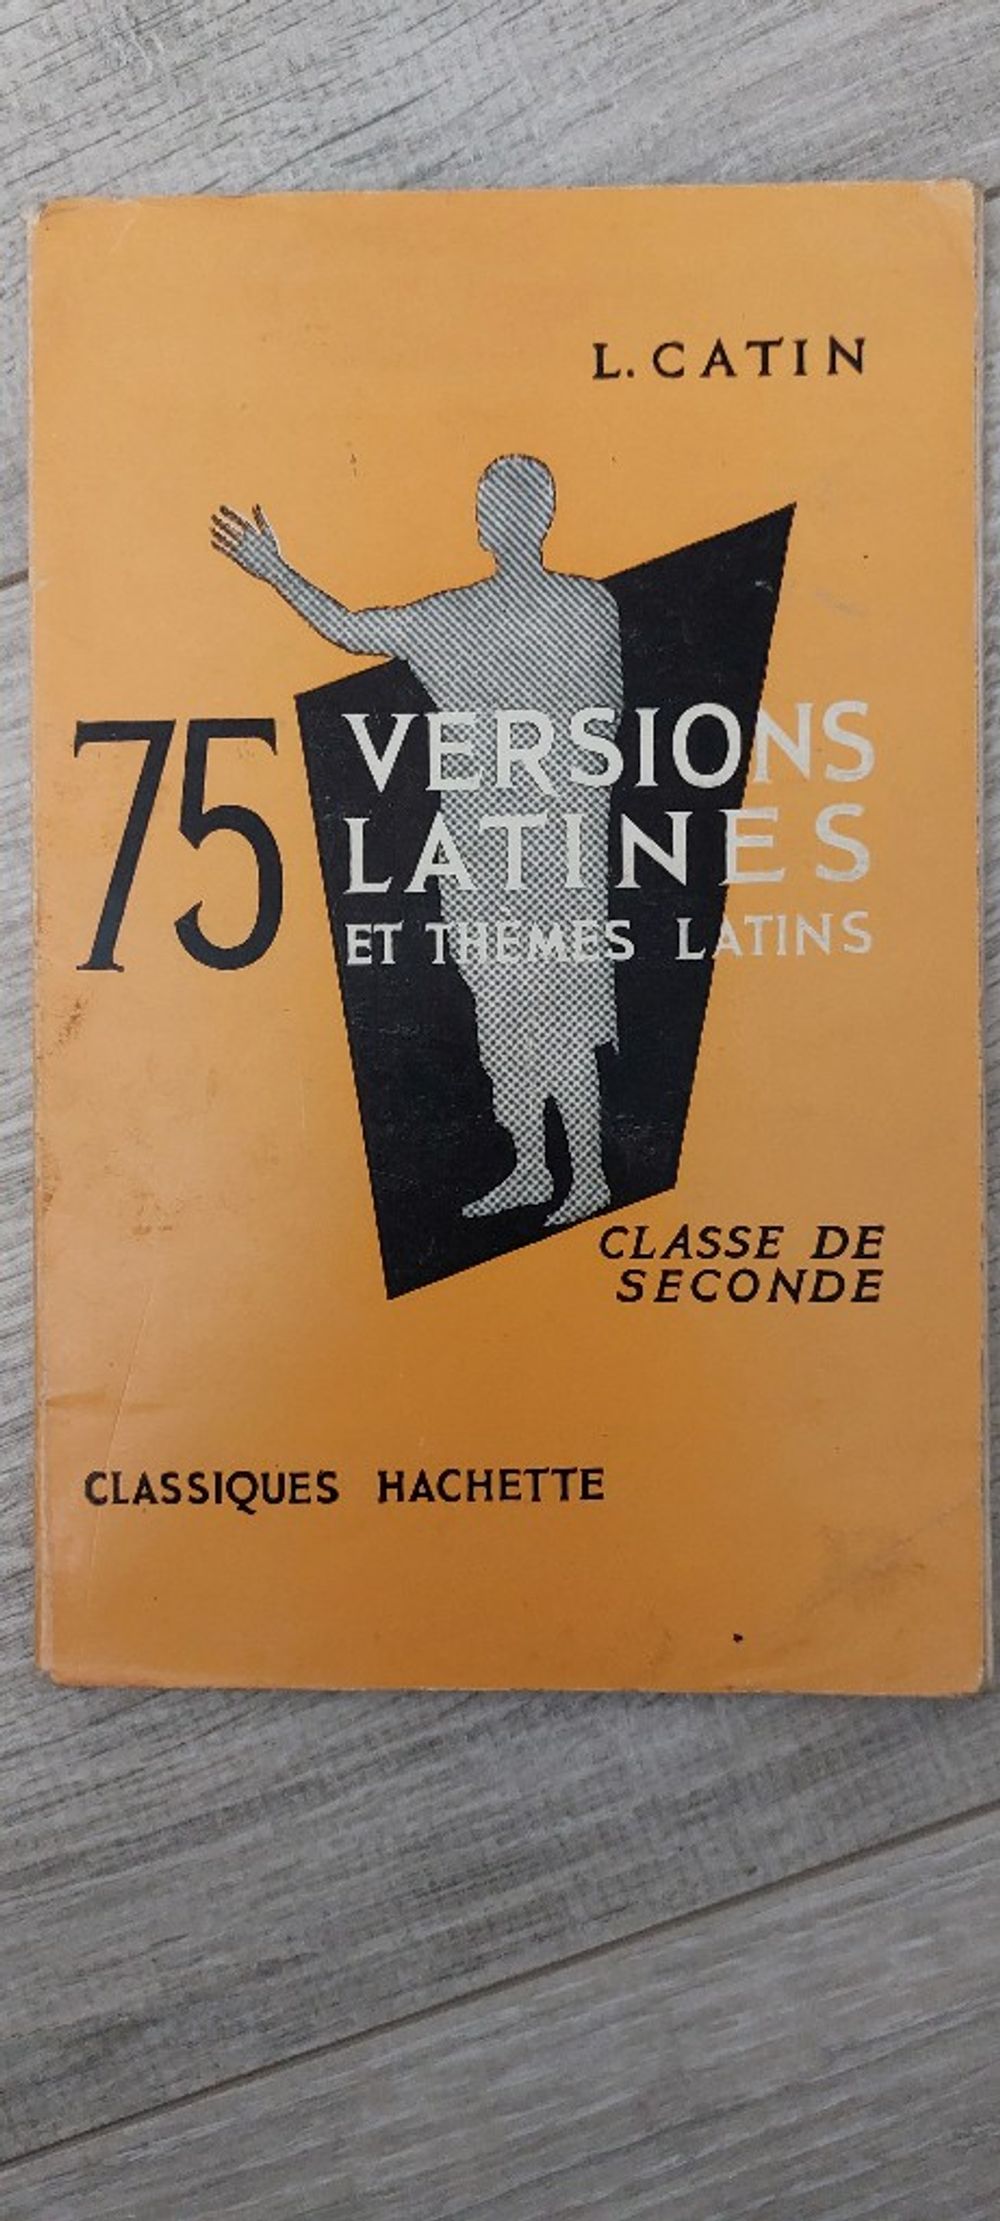 L. CATIN
75 VERSIONS
LATINES
ET THÈMES LATINS
CLASSE DE
SECONDE
CLASSIQUES HACHETTE